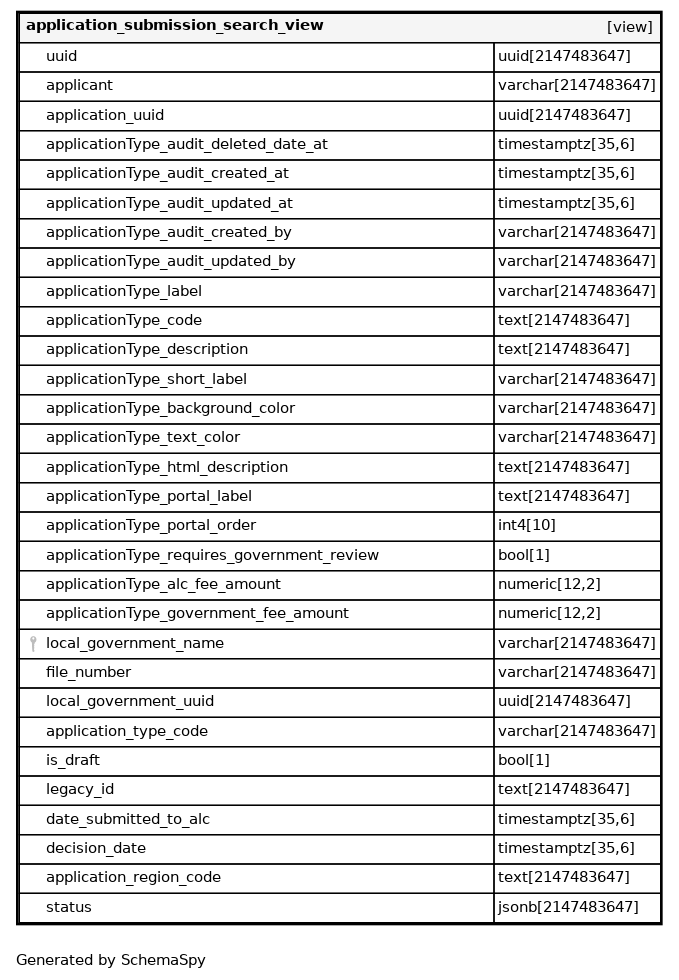 application_submission_search_view [view]
uuid uuid[2147483647]
applicant varchar[2147483647]
application_uuid uuid[2147483647]
applicationType_audit_deleted_date_at timestamptz[35,6]
applicationType_audit_created_at timestamptz[35,6]
applicationType_audit_updated_at timestamptz[35,6]
applicationType_audit_created_by varchar[2147483647]
applicationType_audit_updated_by varchar[2147483647]
applicationType_label varchar[2147483647]
applicationType_code text[2147483647]
applicationType_description text[2147483647]
applicationType_short_label varchar[2147483647]
applicationType_background_color varchar[2147483647]
applicationType_text_color varchar[2147483647]
applicationType_html_description text[2147483647]
applicationType_portal_label text[2147483647]
applicationType_portal_order int4[10]
applicationType_requires_government_review bool[1]
applicationType_alc_fee_amount numeric[12,2]
applicationType_government_fee_amount numeric[12,2]
local_government_name varchar[2147483647]
file_number varchar[2147483647]
local_government_uuid uuid[2147483647]
application_type_code varchar[2147483647]
is_draft bool[1]
legacy_id text[2147483647]
date_submitted_to_alc timestamptz[35,6]
decision_date timestamptz[35,6]
application_region_code text[2147483647]
status jsonb[2147483647]
Generated by SchemaSpy